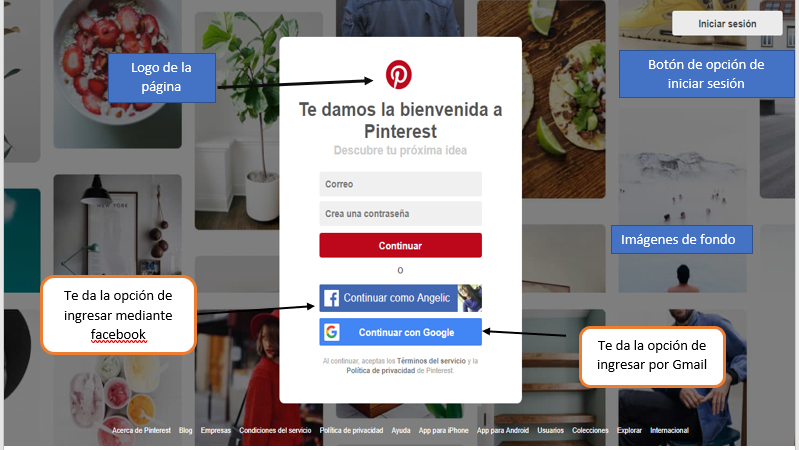 Iniciar sesión
Logo de la
página
Botón de opción de
iniciar sesión
Te damos la bienvenida a
Pinterest
Descubre tu próxima idea
Correo
Crea una contraseña
Continuar
O
Imágenes de fondo
Te da la opción de
ingresar mediante
facebook
Continuar como Angelic
Continuar con Google
Te da la opción de
ingresar por Gmail
Al continuar, aceptas los Términos del servicio y la
Política de privacidad de Pinterest.
Acerca de Pinterest Blog Empresas Condiciones del servicio Política de privacidad Ayuda App para iPhone App para Android Usuarios Colecciones Explorar Internacional
NEW YORK